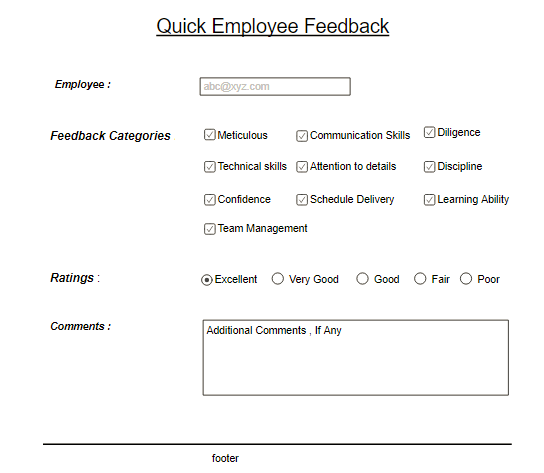 Quick Employee Feedback
Employee :
abc@xyz.com
Feedback Categories
Meticulous Communication Skills Diligence
Technical skills Attention to details Discipline
Confidence Schedule Delivery Learning Ability
Team Management
Ratings : Excellent Very Good Good Fair Poor
Comments :
Additional Comments , If Any
footer